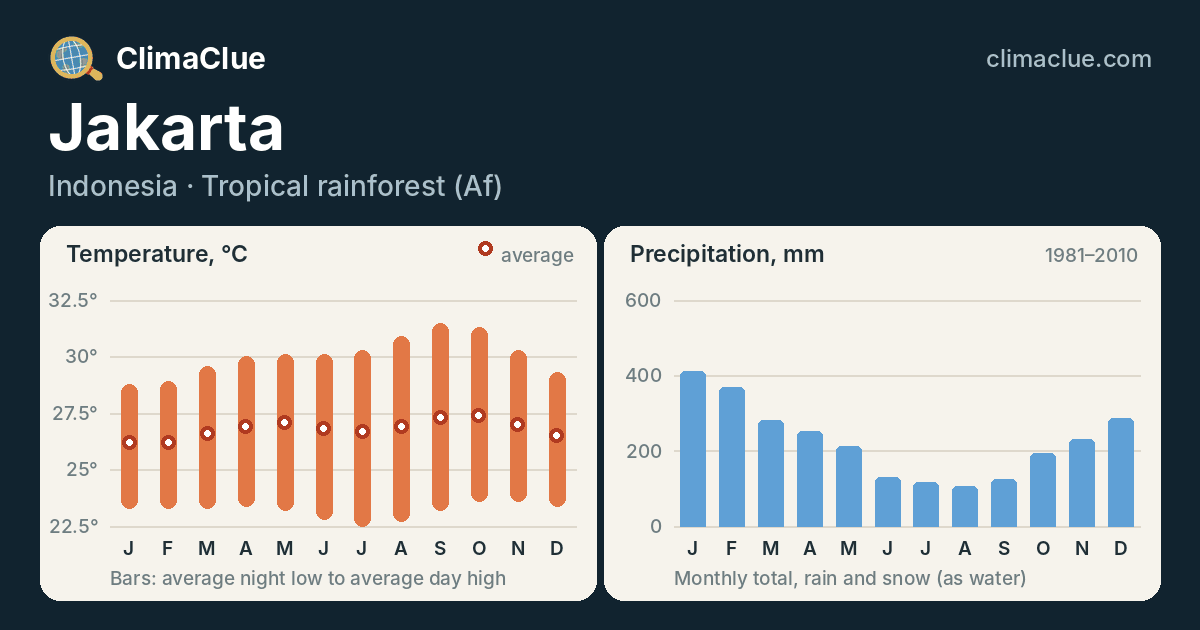 ClimaClue
climaclue.com
Jakarta
Indonesia · Tropical rainforest (Af)
Temperature, °C
average
32.5°
30°
27.5°
25°
22.5°
J F M A M J J A S O N D
Bars: average night low to average day high
Precipitation, mm
1981–2010
600
400
200
0
J F M A M J J A S O N D
Monthly total, rain and snow (as water)